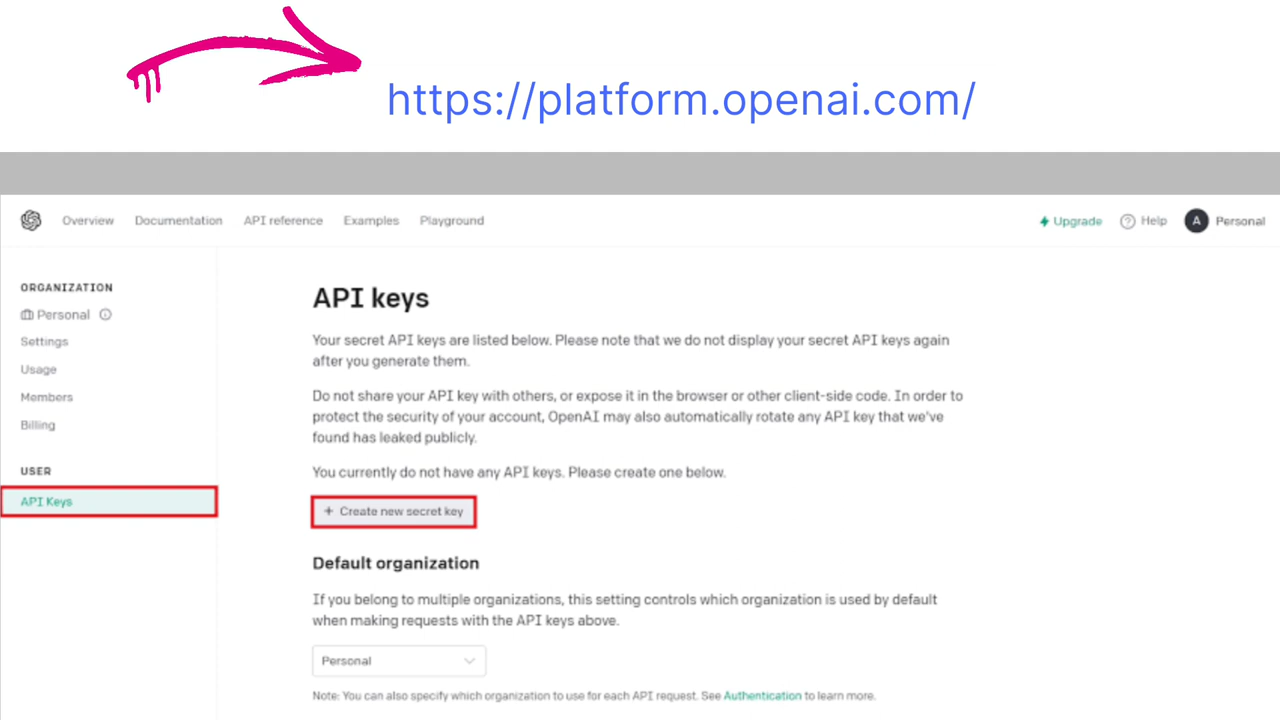 https://platform.openai.com/
Overview Documentation API reference Examples Playground Upgrade Help A Personal
ORGANIZATION
Personal
Settings
Usage
Members
Billing
USER
API Keys
API keys
Your secret API keys are listed below. Please note that we do not display your secret API keys again
after you generate them.
Do not share your API key with others, or expose it in the browser or other client-side code. In order to
protect the security of your account, OpenAI may also automatically rotate any API key that we've
found has leaked publicly.
You currently do not have any API keys. Please create one below.
+ Create new secret key
Default organization
If you belong to multiple organizations, this setting controls which organization is used by default
when making requests with the API keys above.
Personal
Note: You can also specify which organization to use for each API request. See Authentication to learn more.